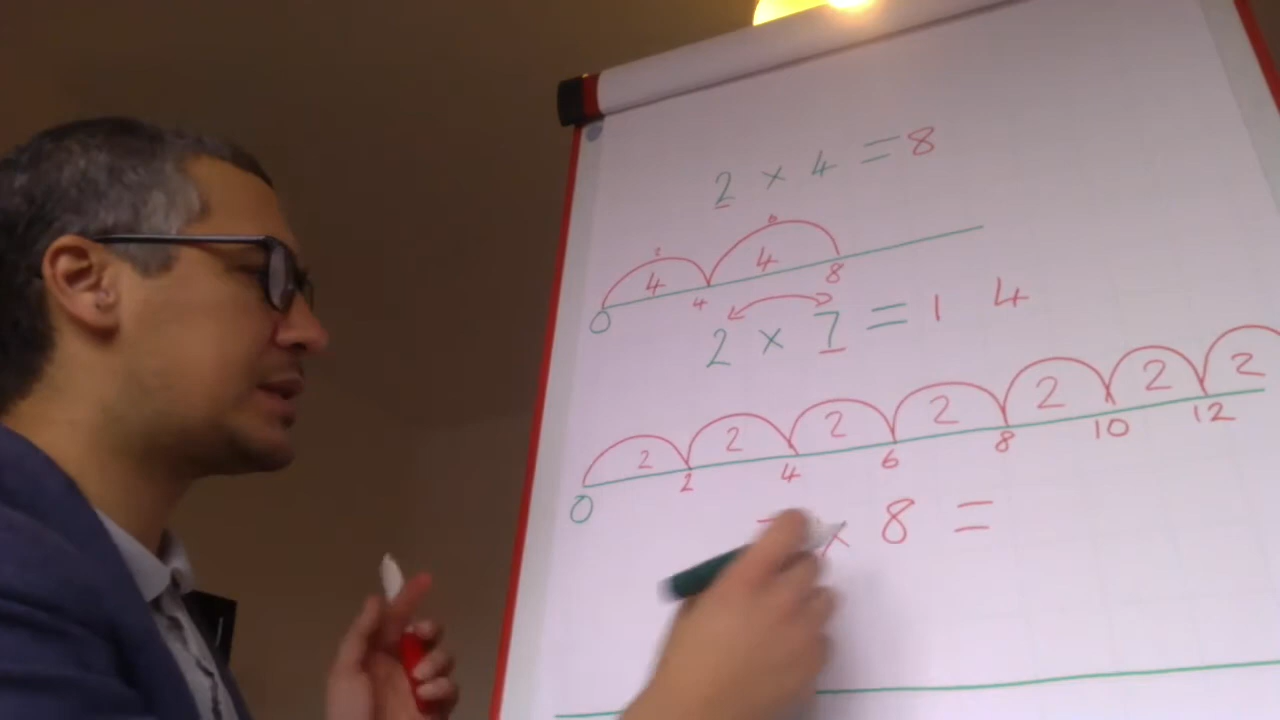 2 × 4 = 8
4 4
0 4 8
2 × 7 = 1 4
2 2 2 2 2 2 2
0 2 4 6 8 10 12
× 8 =